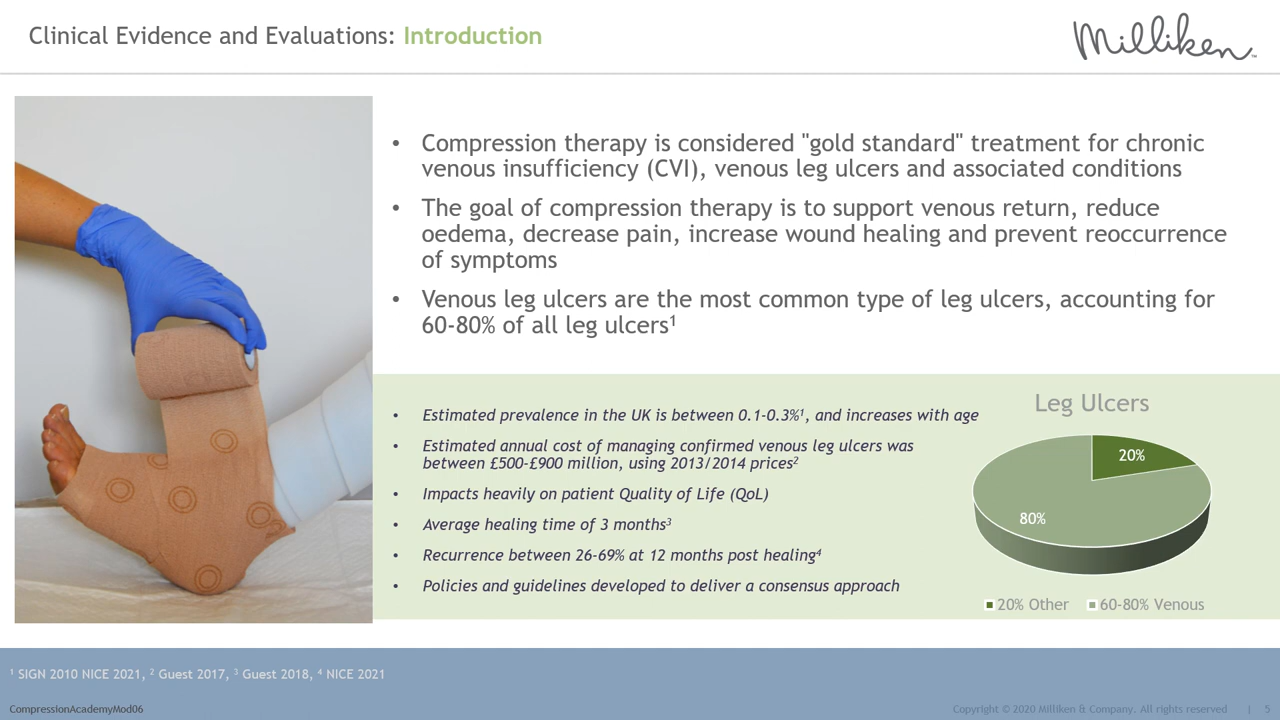 Clinical Evidence and Evaluations: Introduction
Milliken™
• Compression therapy is considered "gold standard" treatment for chronic
venous insufficiency (CVI), venous leg ulcers and associated conditions
• The goal of compression therapy is to support venous return, reduce
oedema, decrease pain, increase wound healing and prevent reoccurrence
of symptoms
• Venous leg ulcers are the most common type of leg ulcers, accounting for
60-80% of all leg ulcers¹
• Estimated prevalence in the UK is between 0.1-0.3%¹, and increases with age
• Estimated annual cost of managing confirmed venous leg ulcers was
between £500-£900 million, using 2013/2014 prices²
• Impacts heavily on patient Quality of Life (QoL)
• Average healing time of 3 months³
• Recurrence between 26-69% at 12 months post healing⁴
• Policies and guidelines developed to deliver a consensus approach
Leg Ulcers
20%
80%
20% Other 60-80% Venous
¹ SIGN 2010 NICE 2021, ² Guest 2017, ³ Guest 2018, ⁴ NICE 2021
CompressionAcademyMod06
Copyright © 2020 Milliken & Company. All rights reserved | 5